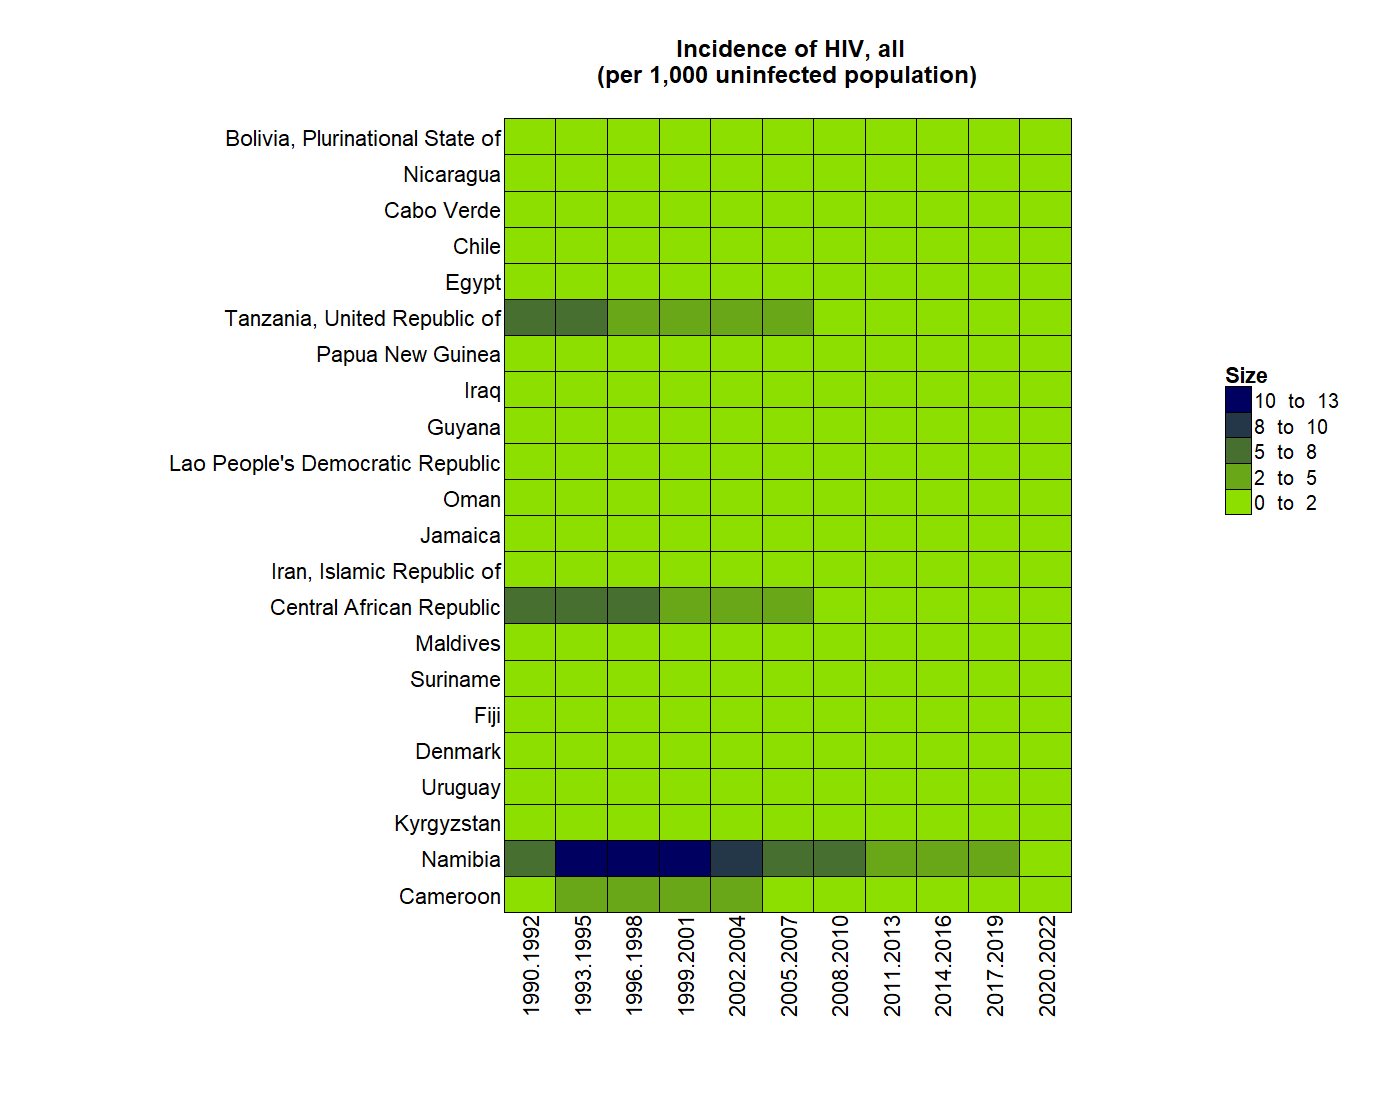 Incidence of HIV, all
(per 1,000 uninfected population)
Bolivia, Plurinational State of
Nicaragua
Cabo Verde
Chile
Egypt
Tanzania, United Republic of
Papua New Guinea
Iraq
Guyana
Lao People's Democratic Republic
Oman
Jamaica
Iran, Islamic Republic of
Central African Republic
Maldives
Suriname
Fiji
Denmark
Uruguay
Kyrgyzstan
Namibia
Cameroon
1990.1992
1993.1995
1996.1998
1999.2001
2002.2004
2005.2007
2008.2010
2011.2013
2014.2016
2017.2019
2020.2022
Size
10 to 13
8 to 10
5 to 8
2 to 5
0 to 2